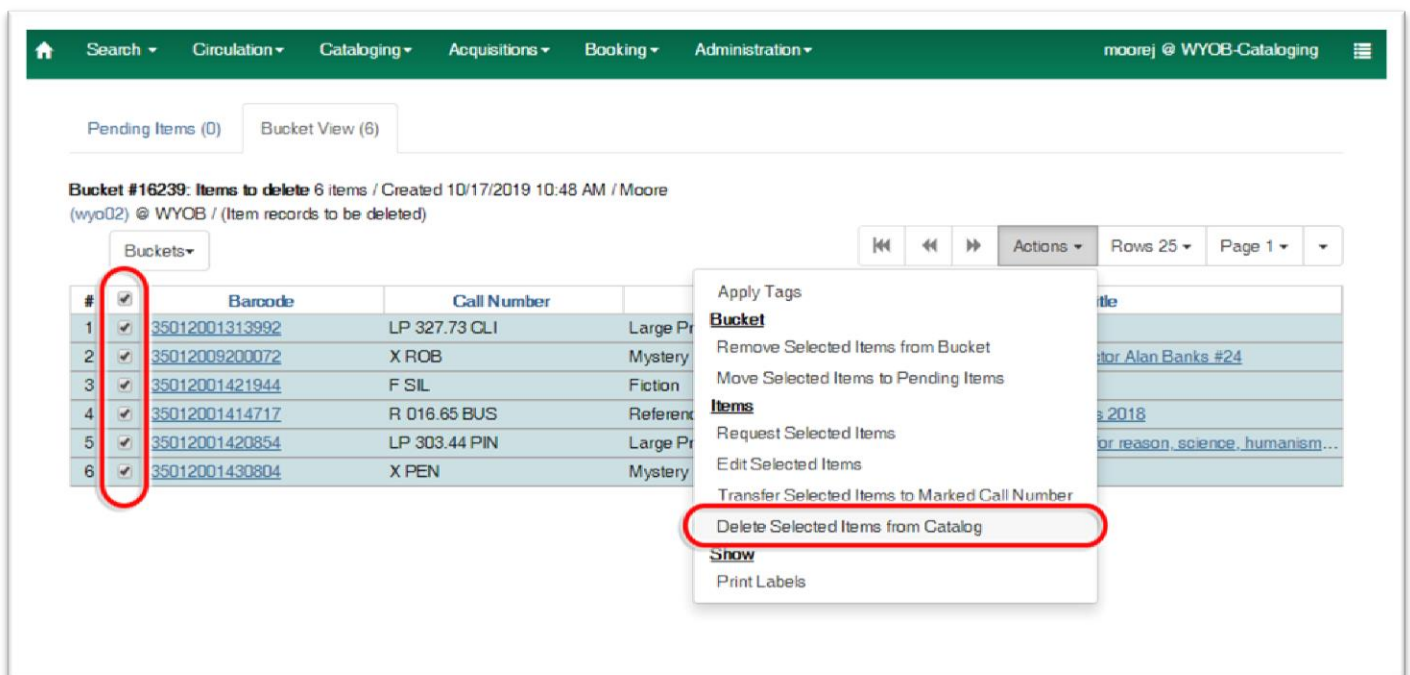 Search Circulation Cataloging Acquisitions Booking Administration moorej @ WYOB-Cataloging
Pending Items (0) Bucket View (6)
Bucket #16239: Items to delete 6 items / Created 10/17/2019 10:48 AM / Moore
(wyo02) @ WYOB / (Item records to be deleted)
Buckets Actions Rows 25 Page 1
# Barcode Call Number itle
1 35012001313992 LP 327.73 CLI Large Pr
2 35012009200072 X ROB Mystery ctor Alan Banks #24
3 35012001421944 F SIL Fiction
4 35012001414717 R 016.65 BUS Referenc s 2018
5 35012001420854 LP 303.44 PIN Large Pr for reason, science, humanism...
6 35012001430804 X PEN Mystery
Apply Tags
Bucket
Remove Selected Items from Bucket
Move Selected Items to Pending Items
Items
Request Selected Items
Edit Selected Items
Transfer Selected Items to Marked Call Number
Delete Selected Items from Catalog
Show
Print Labels